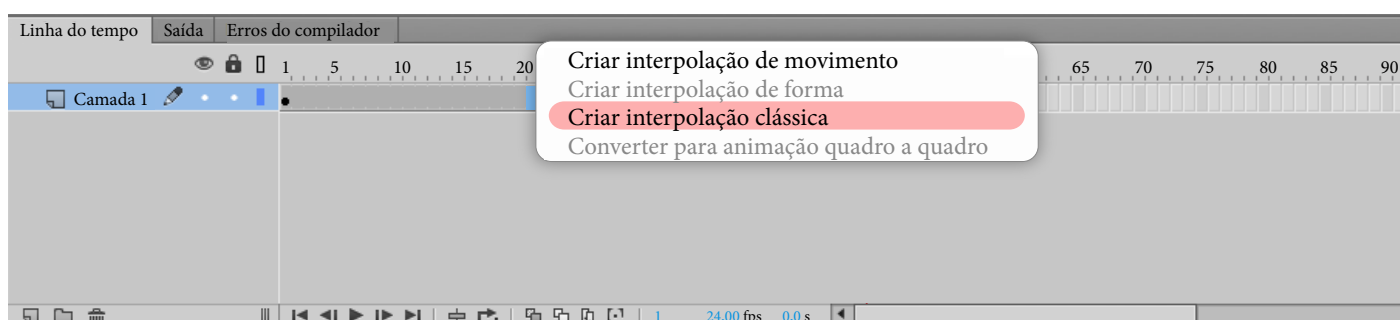 Linha do tempo Saída Erros do compilador
1 5 10 15 20 65 70 75 80 85 90
Camada 1
Criar interpolação de movimento
Criar interpolação de forma
Criar interpolação clássica
Converter para animação quadro a quadro
1 24.00 fps 0.0 s